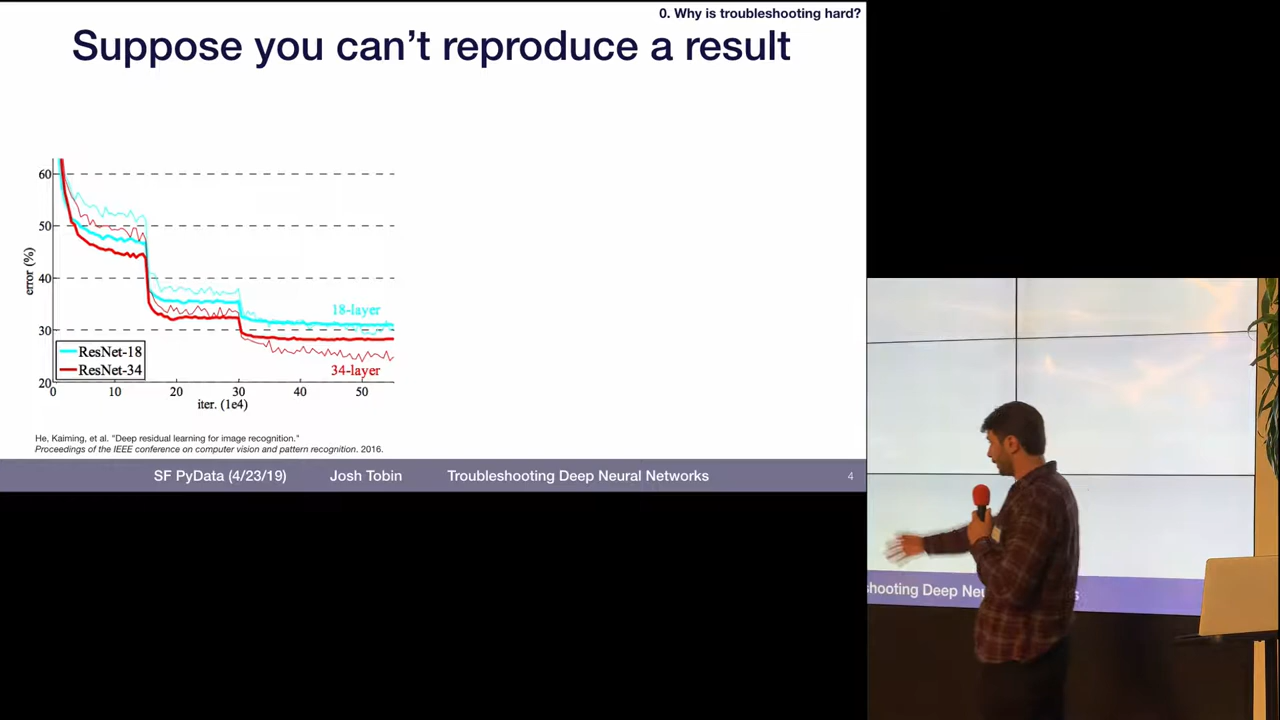 0. Why is troubleshooting hard?
Suppose you can't reproduce a result
60
50
40
30
20
error (%)
18-layer
34-layer
ResNet-18
ResNet-34
0 10 20 30 40 50
iter. (1e4)
He, Kaiming, et al. "Deep residual learning for image recognition."
Proceedings of the IEEE conference on computer vision and pattern recognition. 2016.
SF PyData (4/23/19) Josh Tobin Troubleshooting Deep Neural Networks 4
shooting Deep Neu s